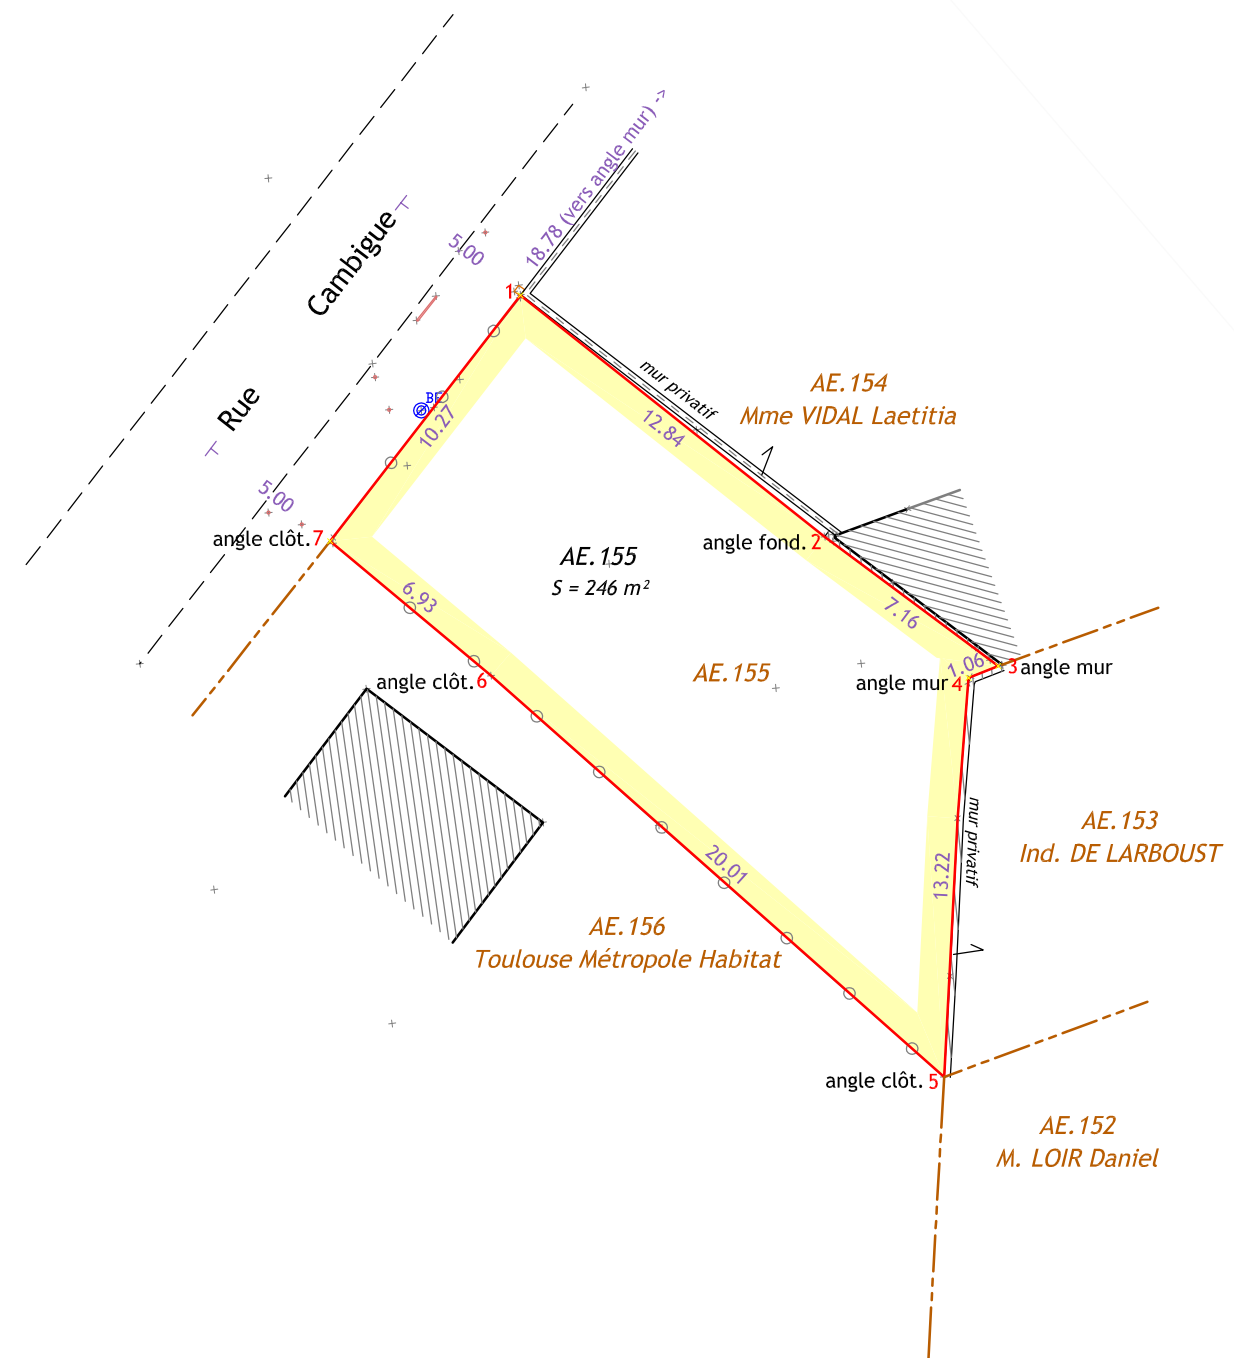 18.78 (vers angle mur) ->
Rue Cambigue
5.00
1
BE
10.27
mur privatif
12.84
AE.154
Mme VIDAL Laetitia
5.00
angle clôt. 7
AE.155
S = 246 m²
angle fond. 2
6.93
7.16
1.06
3 angle mur
angle mur 4
AE.155
angle clôt. 6
mur privatif
AE.153
Ind. DE LARBOUST
20.01
13.22
AE.156
Toulouse Métropole Habitat
angle clôt. 5
AE.152
M. LOIR Daniel